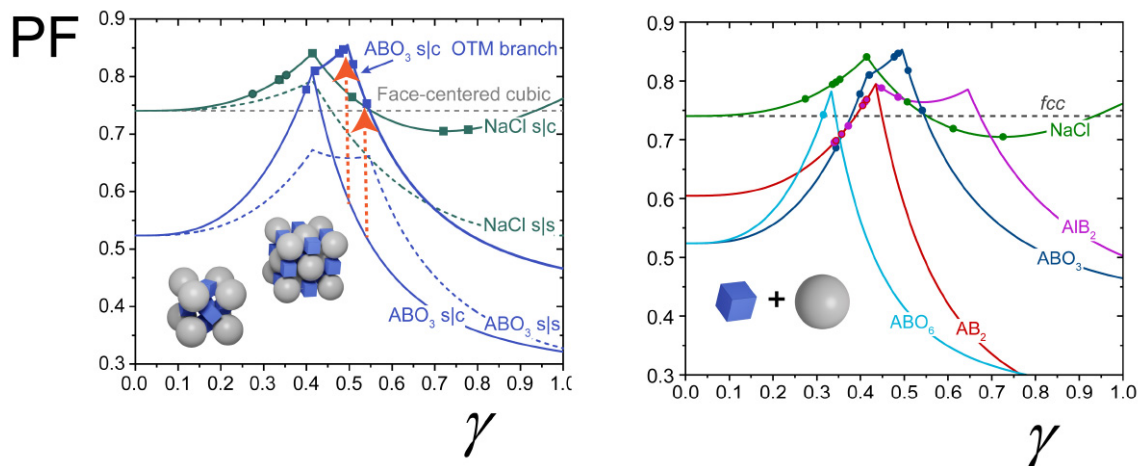 PF
0.9
0.8
0.7
0.6
0.5
0.4
0.3
0.0 0.1 0.2 0.3 0.4 0.5 0.6 0.7 0.8 0.9 1.0
ABO₃ s|c OTM branch
Face-centered cubic
NaCl s|c
NaCl s|s
ABO₃ s|s
ABO₃ s|c
γ
0.9
0.8
0.7
0.6
0.5
0.4
0.3
0.0 0.1 0.2 0.3 0.4 0.5 0.6 0.7 0.8 0.9 1.0
fcc
NaCl
AlB₂
ABO₃
+
ABO₆
AB₂
γ